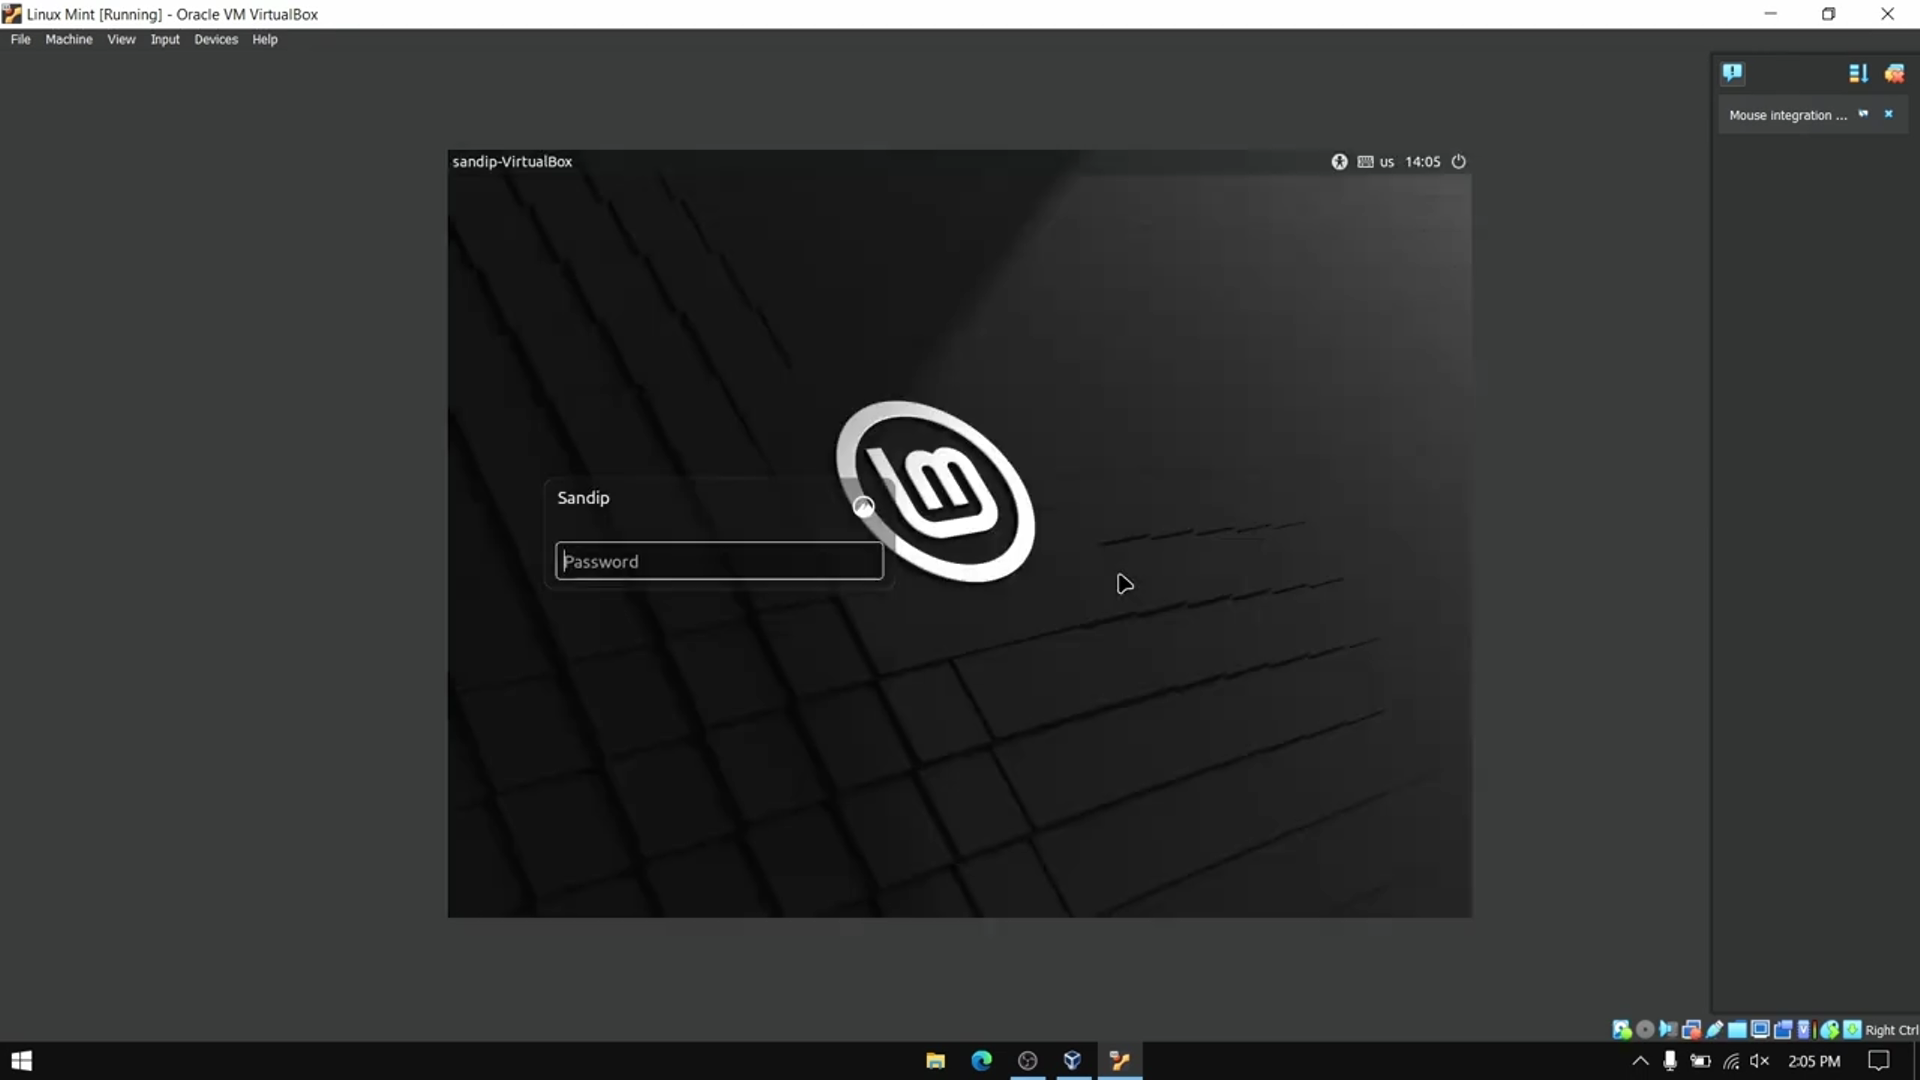 Linux Mint [Running] - Oracle VM VirtualBox
File Machine View Input Devices Help
Mouse integration ...
sandip-VirtualBox
us 14:05
Sandip
Password
Right Ctrl
2:05 PM